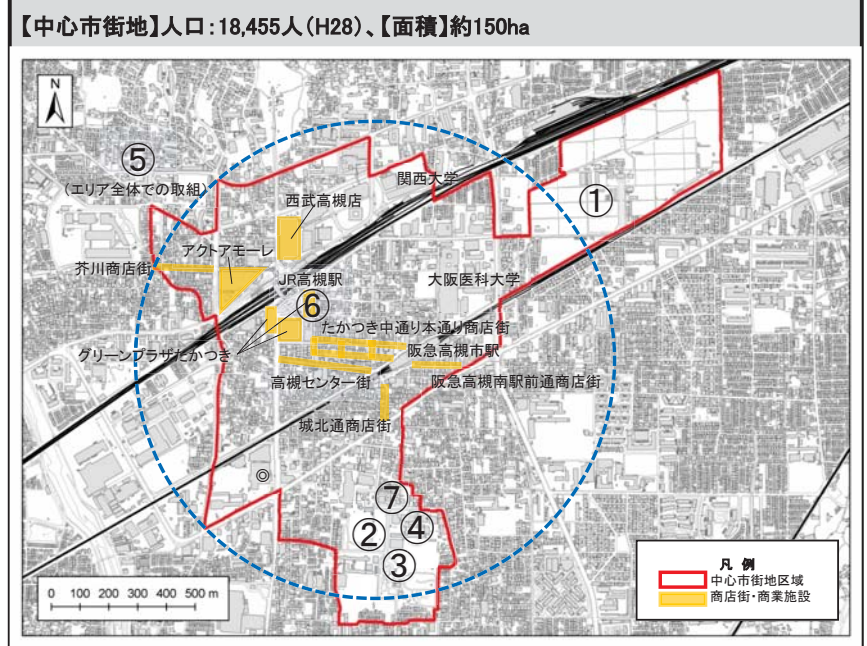 【中心市街地】人口:18,455人(H28)、【面積】約150ha
N
⑤
(エリア全体での取組)
関西大学
西武高槻店
①
アクトアモーレ
芥川商店街
JR高槻駅
大阪医科大学
⑥
たかつき中通り本通り商店街
グリーンプラザたかつき
阪急高槻市駅
高槻センター街
阪急高槻南駅前通商店街
城北通商店街
◎
⑦
②
④
③
凡 例
中心市街地区域
商店街・商業施設
0 100 200 300 400 500 m